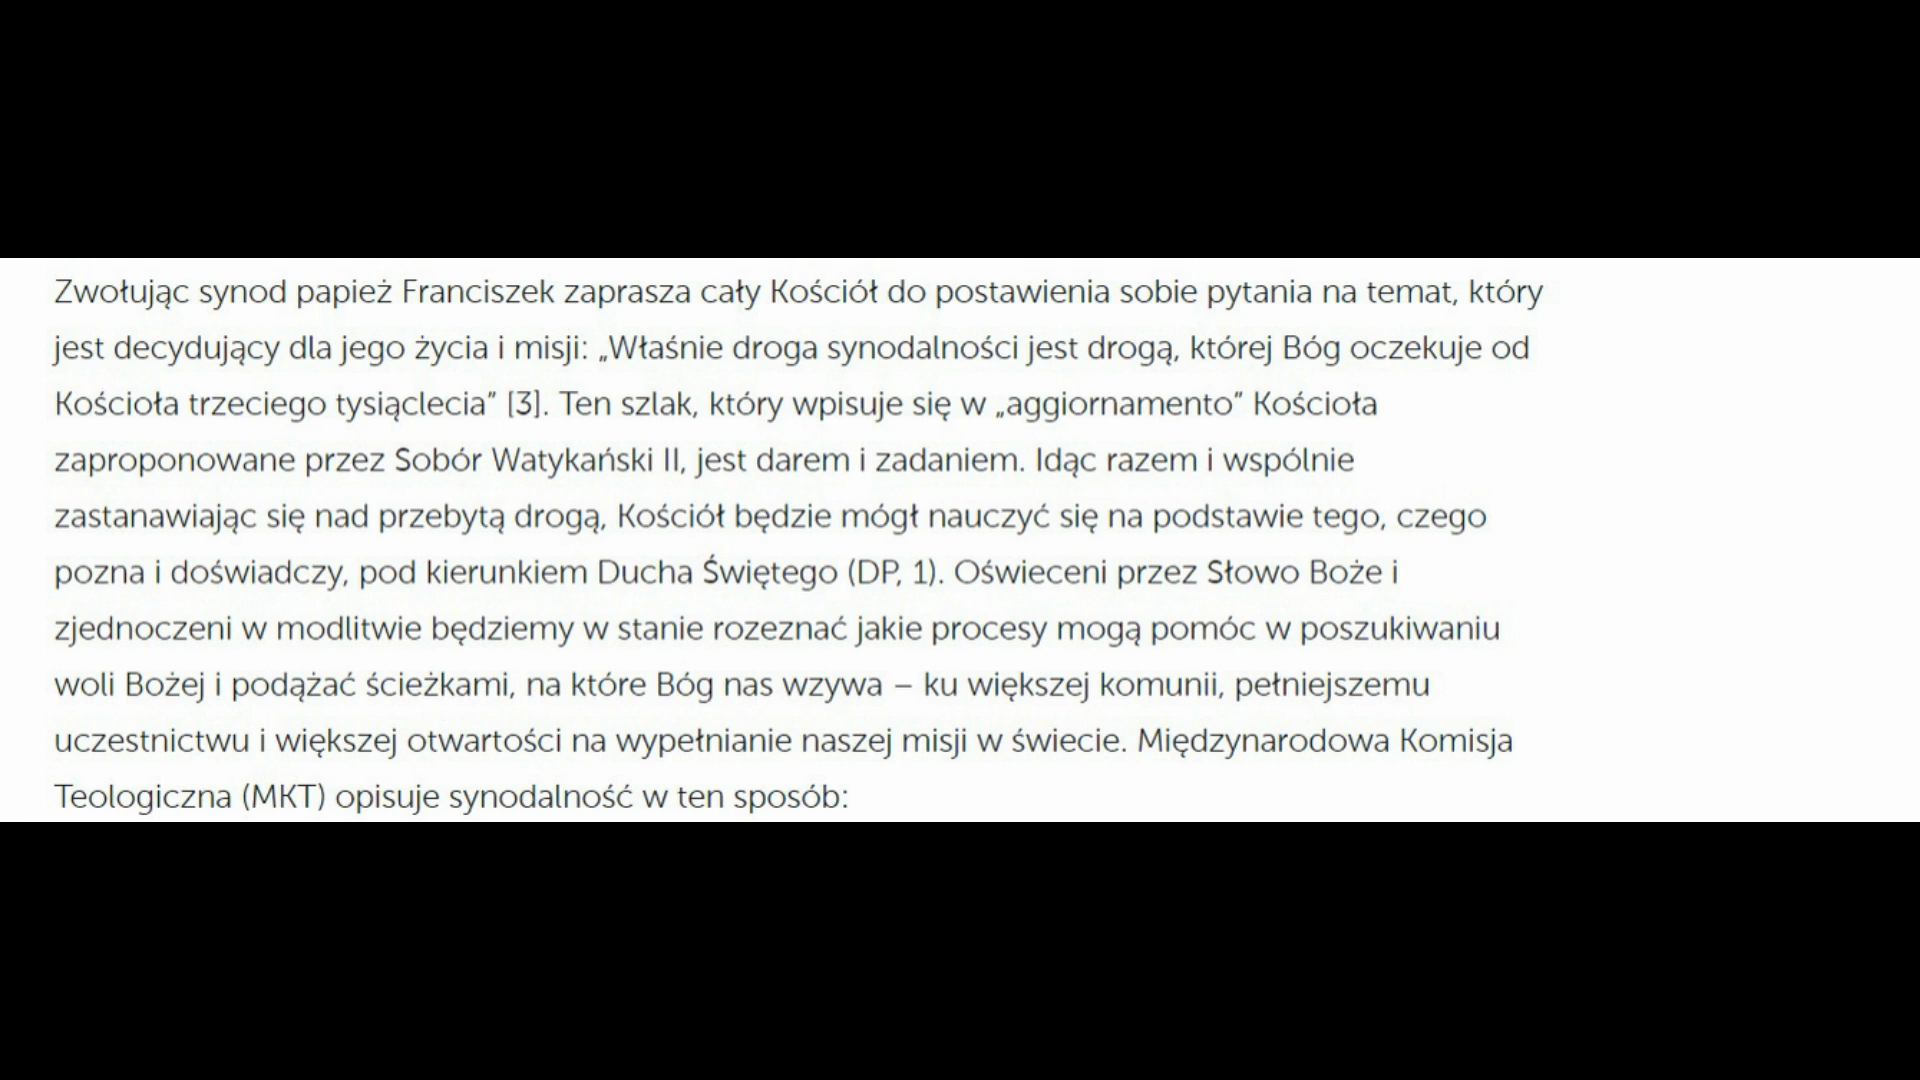 Zwołując synod papież Franciszek zaprasza cały Kościół do postawienia sobie pytania na temat, który
jest decydujący dla jego życia i misji: „Właśnie droga synodalności jest drogą, której Bóg oczekuje od
Kościoła trzeciego tysiąclecia” [3]. Ten szlak, który wpisuje się w „aggiornamento” Kościoła
zaproponowane przez Sobór Watykański II, jest darem i zadaniem. Idąc razem i wspólnie
zastanawiając się nad przebytą drogą, Kościół będzie mógł nauczyć się na podstawie tego, czego
pozna i doświadczy, pod kierunkiem Ducha Świętego (DP, 1). Oświeceni przez Słowo Boże i
zjednoczeni w modlitwie będziemy w stanie rozeznać jakie procesy mogą pomóc w poszukiwaniu
woli Bożej i podążać ścieżkami, na które Bóg nas wzywa – ku większej komunii, pełniejszemu
uczestnictwu i większej otwartości na wypełnianie naszej misji w świecie. Międzynarodowa Komisja
Teologiczna (MKT) opisuje synodalność w ten sposób: